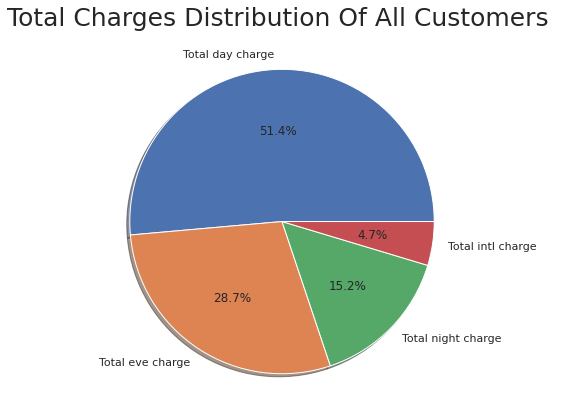 Total Charges Distribution Of All Customers
Total day charge
51.4%
4.7%
Total intl charge
15.2%
28.7%
Total night charge
Total eve charge